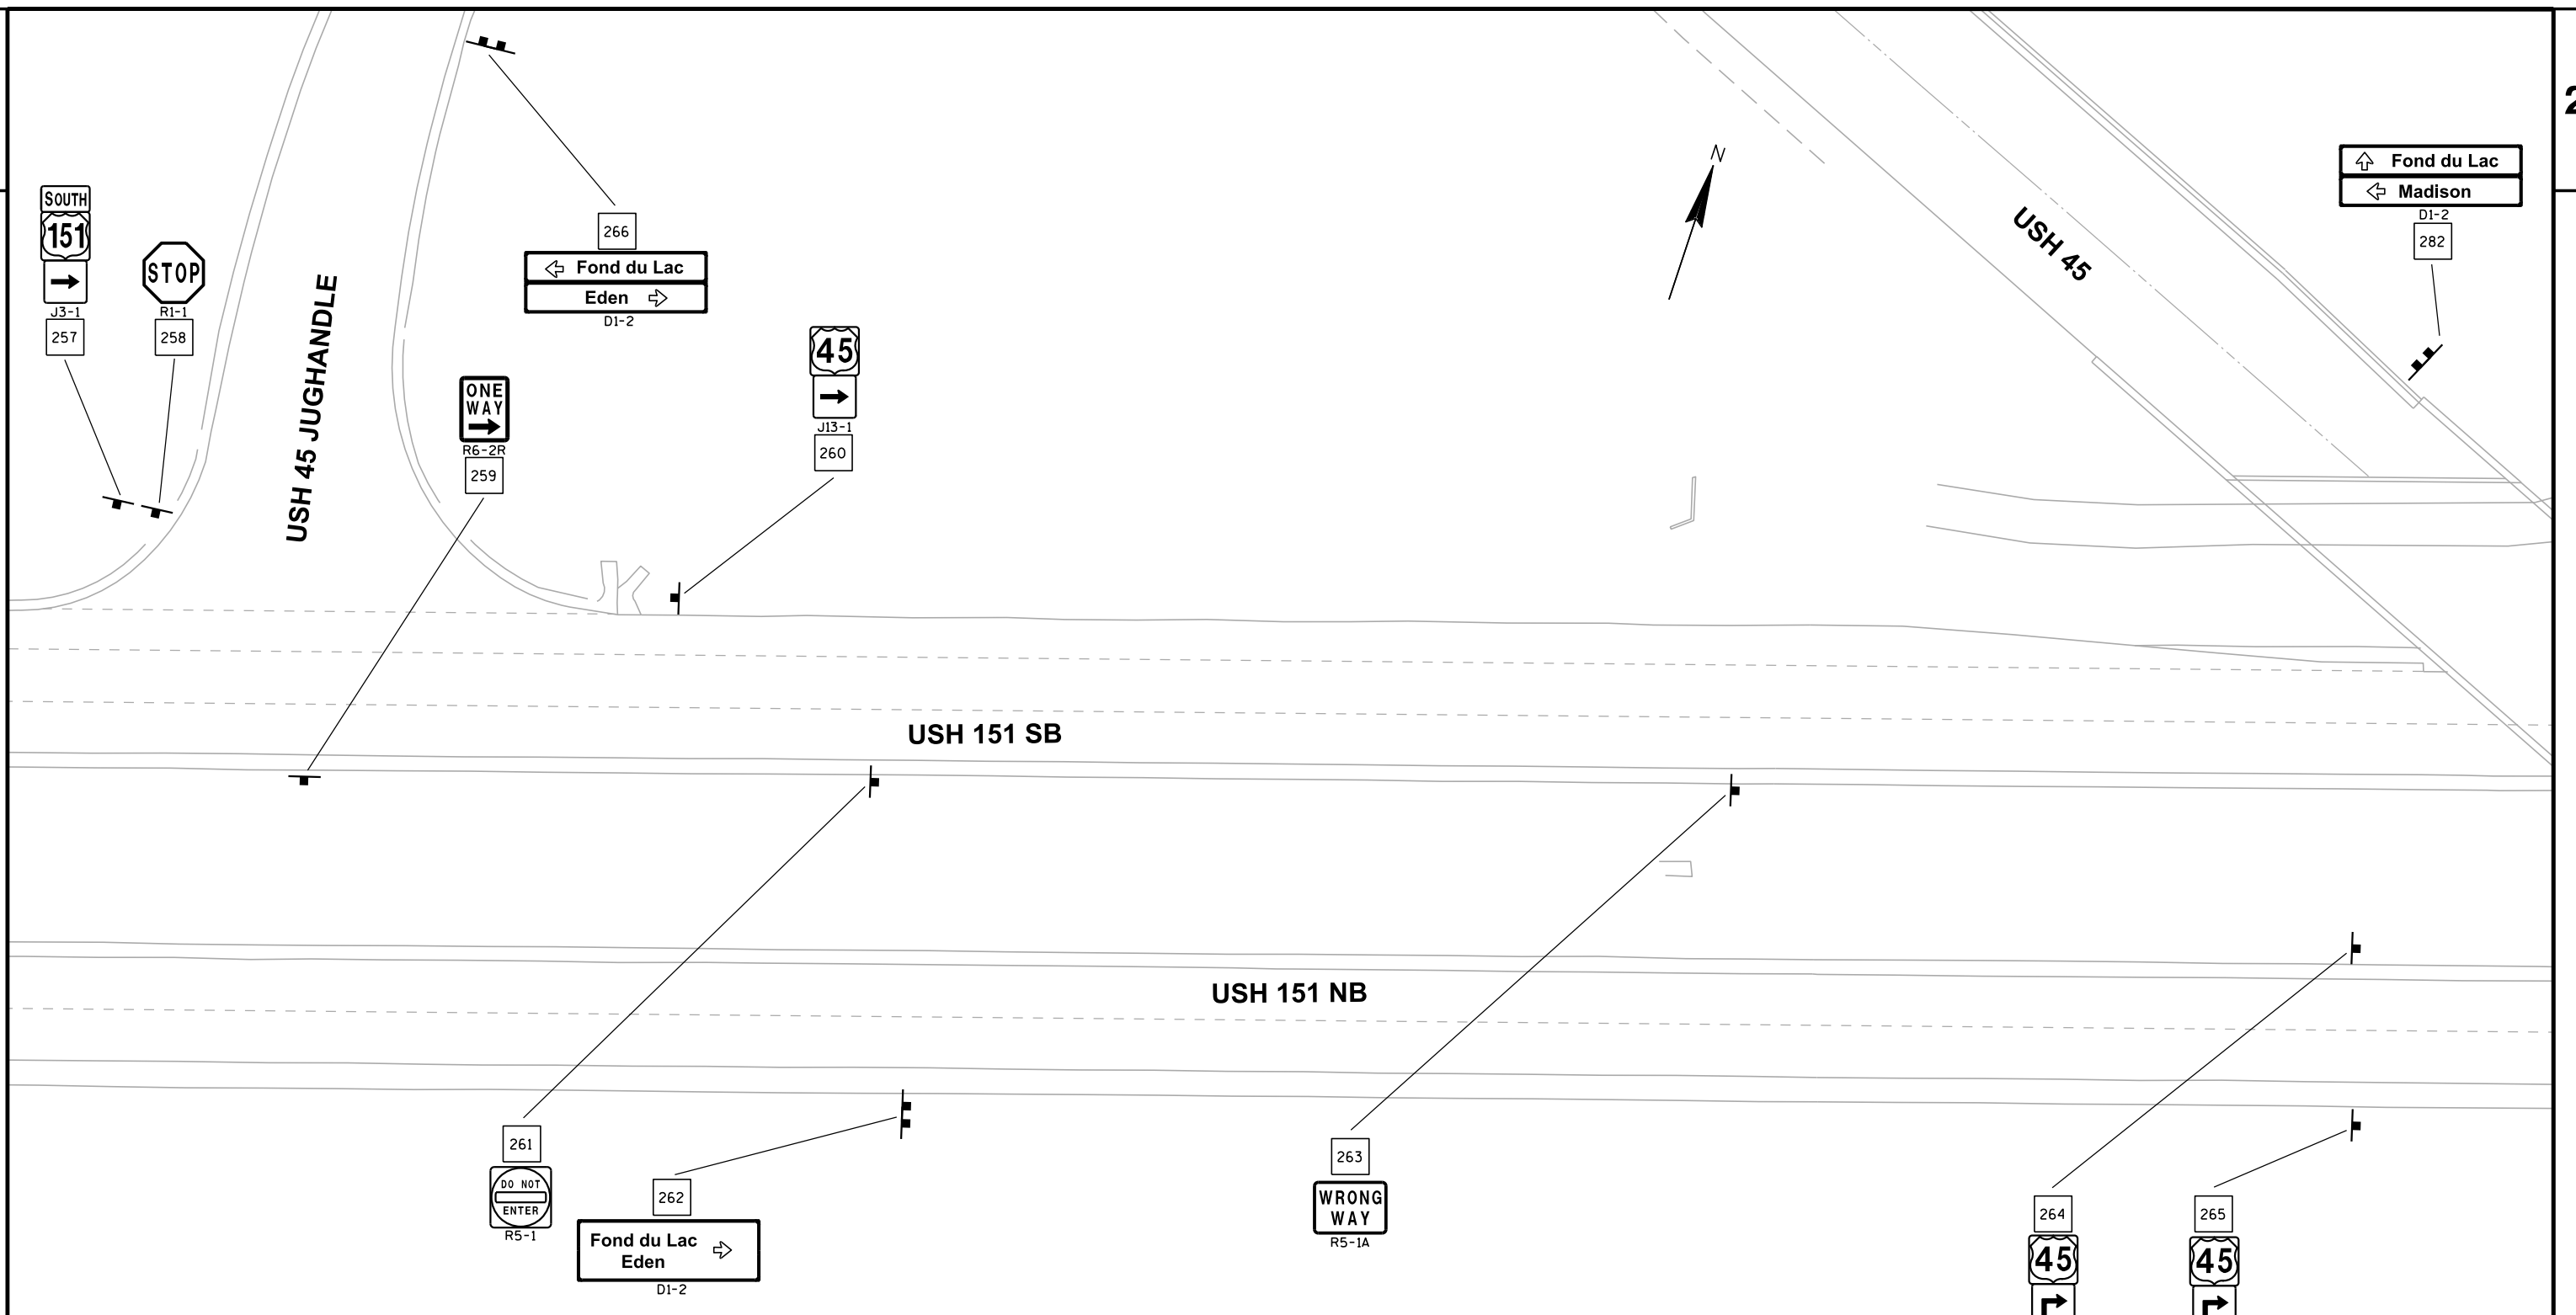 2
N
Fond du Lac
Madison
D1-2
282
USH 45
SOUTH
151
J3-1
257
STOP
R1-1
258
USH 45 JUGHANDLE
266
Fond du Lac
Eden
D1-2
ONE
WAY
R6-2R
259
45
J13-1
260
USH 151 SB
USH 151 NB
261
DO NOT
ENTER
R5-1
262
Fond du Lac
Eden
D1-2
263
WRONG
WAY
R5-1A
264
45
265
45